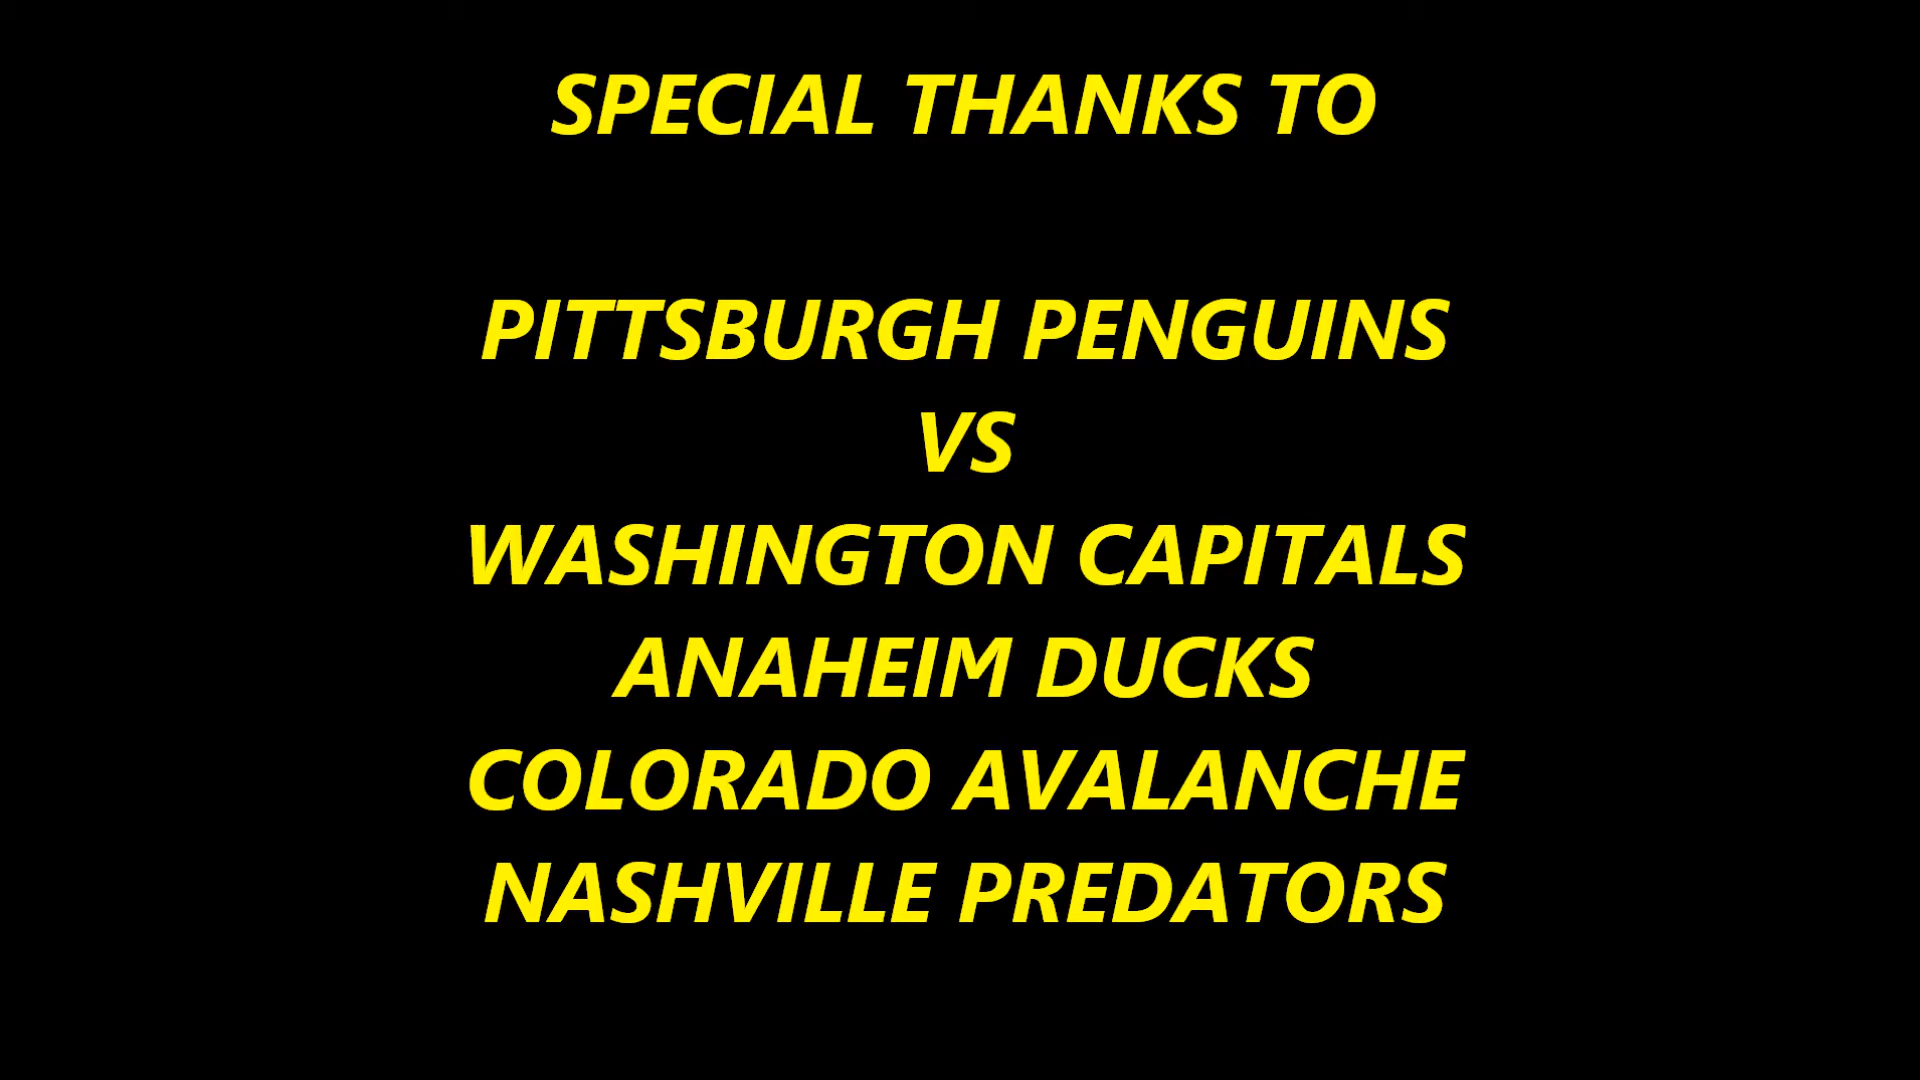 SPECIAL THANKS TO
PITTSBURGH PENGUINS
VS
WASHINGTON CAPITALS
ANAHEIM DUCKS
COLORADO AVALANCHE
NASHVILLE PREDATORS